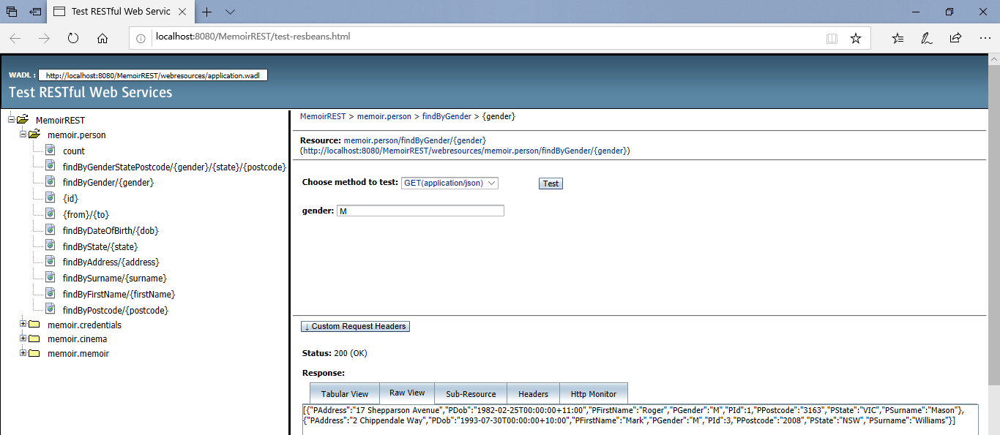 Test RESTful Web Servic
localhost:8080/MemoirREST/test-resbeans.html
WADL : http://localhost:8080/MemoirREST/webresources/application.wadl
Test RESTful Web Services
MemoirREST
memoir.person
count
findByGenderStatePostcode/{gender}/{state}/{postcode}
findByGender/{gender}
{id}
{from}/{to}
findByDateOfBirth/{dob}
findByState/{state}
findByAddress/{address}
findBySurname/{surname}
findByFirstName/{firstName}
findByPostcode/{postcode}
memoir.credentials
memoir.cinema
memoir.memoir
MemoirREST > memoir.person > findByGender > {gender}
Resource: memoir.person/findByGender/{gender}
(http://localhost:8080/MemoirREST/webresources/memoir.person/findByGender/{gender})
Choose method to test: GET(application/json) Test
gender: M
↓ Custom Request Headers
Status: 200 (OK)
Response:
Tabular View Raw View Sub-Resource Headers Http Monitor
[{"PAddress":"17 Shepparson Avenue","PDob":"1982-02-25T00:00:00+11:00","PFirstName":"Roger","PGender":"M","PId":1,"PPostcode":"3163","PState":"VIC","PSurname":"Mason"},
{"PAddress":"2 Chippendale Way","PDob":"1993-07-30T00:00:00+10:00","PFirstName":"Mark","PGender":"M","PId":3,"PPostcode":"2008","PState":"NSW","PSurname":"Williams"}]